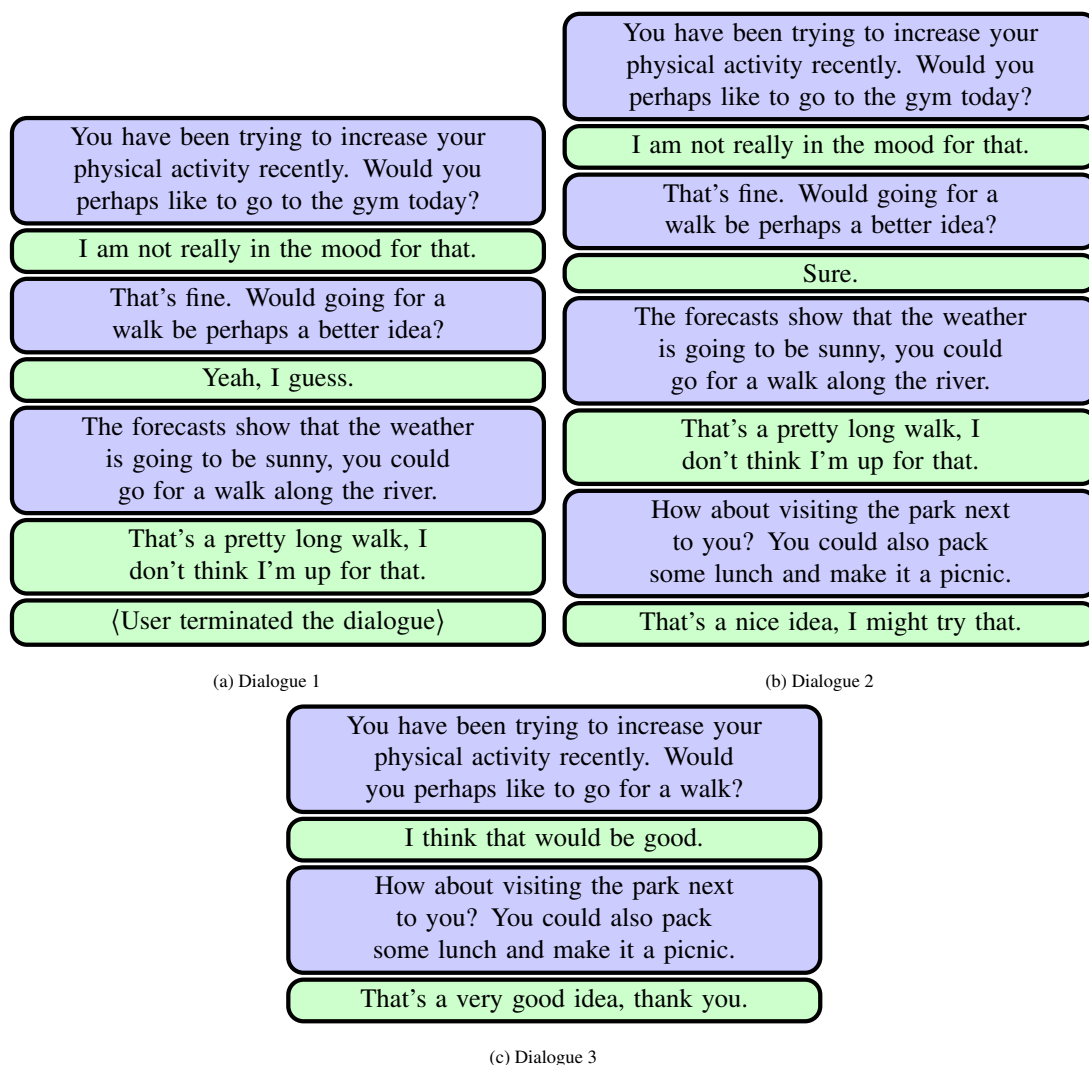 You have been trying to increase your
physical activity recently. Would you
perhaps like to go to the gym today?
I am not really in the mood for that.
That's fine. Would going for a
walk be perhaps a better idea?
Yeah, I guess.
The forecasts show that the weather
is going to be sunny, you could
go for a walk along the river.
That's a pretty long walk, I
don't think I'm up for that.
⟨User terminated the dialogue⟩
(a) Dialogue 1
You have been trying to increase your
physical activity recently. Would you
perhaps like to go to the gym today?
I am not really in the mood for that.
That's fine. Would going for a
walk be perhaps a better idea?
Sure.
The forecasts show that the weather
is going to be sunny, you could
go for a walk along the river.
That's a pretty long walk, I
don't think I'm up for that.
How about visiting the park next
to you? You could also pack
some lunch and make it a picnic.
That's a nice idea, I might try that.
(b) Dialogue 2
You have been trying to increase your
physical activity recently. Would
you perhaps like to go for a walk?
I think that would be good.
How about visiting the park next
to you? You could also pack
some lunch and make it a picnic.
That's a very good idea, thank you.
(c) Dialogue 3